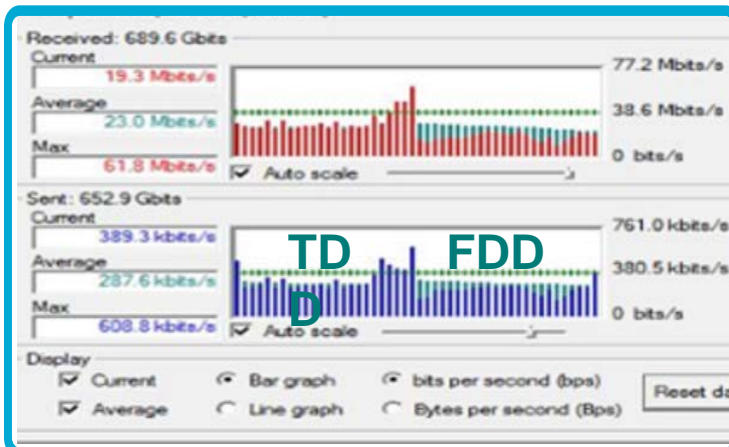 Received: 689.6 Gbits
Current
19.3 Mbits/s
Average
23.0 Mbits/s
Max
61.8 Mbits/s
77.2 Mbits/s
38.6 Mbits/s
0 bits/s
Auto scale
Sent: 652.9 Gbits
Current
389.3 kbits/s
Average
287.6 kbits/s
Max
608.8 kbits/s
TD
D
FDD
761.0 kbits/s
380.5 kbits/s
0 bits/s
Auto scale
Display
Current Bar graph bits per second (bps)
Average Line graph Bytes per second (Bps)
Reset da